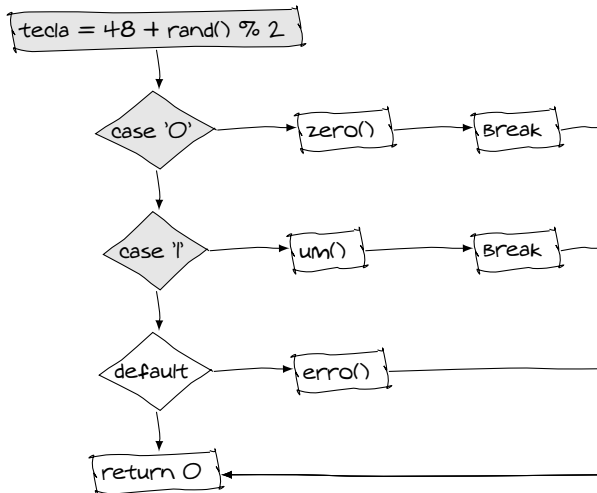 tecla = 48 + rand() % 2
case '0'
zero()
Break
case '1'
um()
Break
default
erro()
return 0